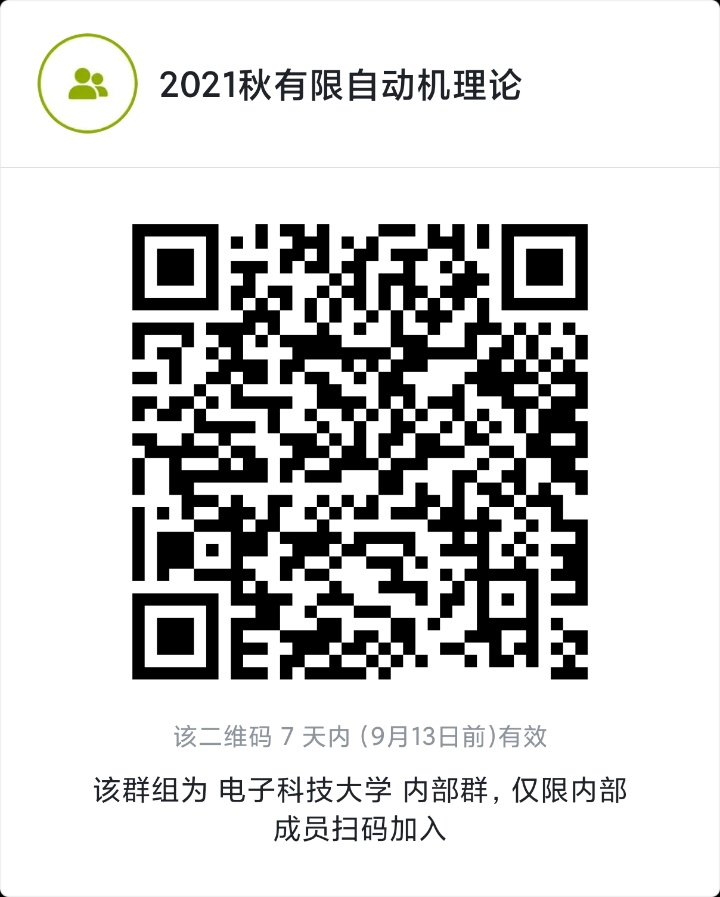 2021秋有限自动机理论
该二维码 7 天内 (9月13日前)有效
该群组为 电子科技大学 内部群，仅限内部
成员扫码加入